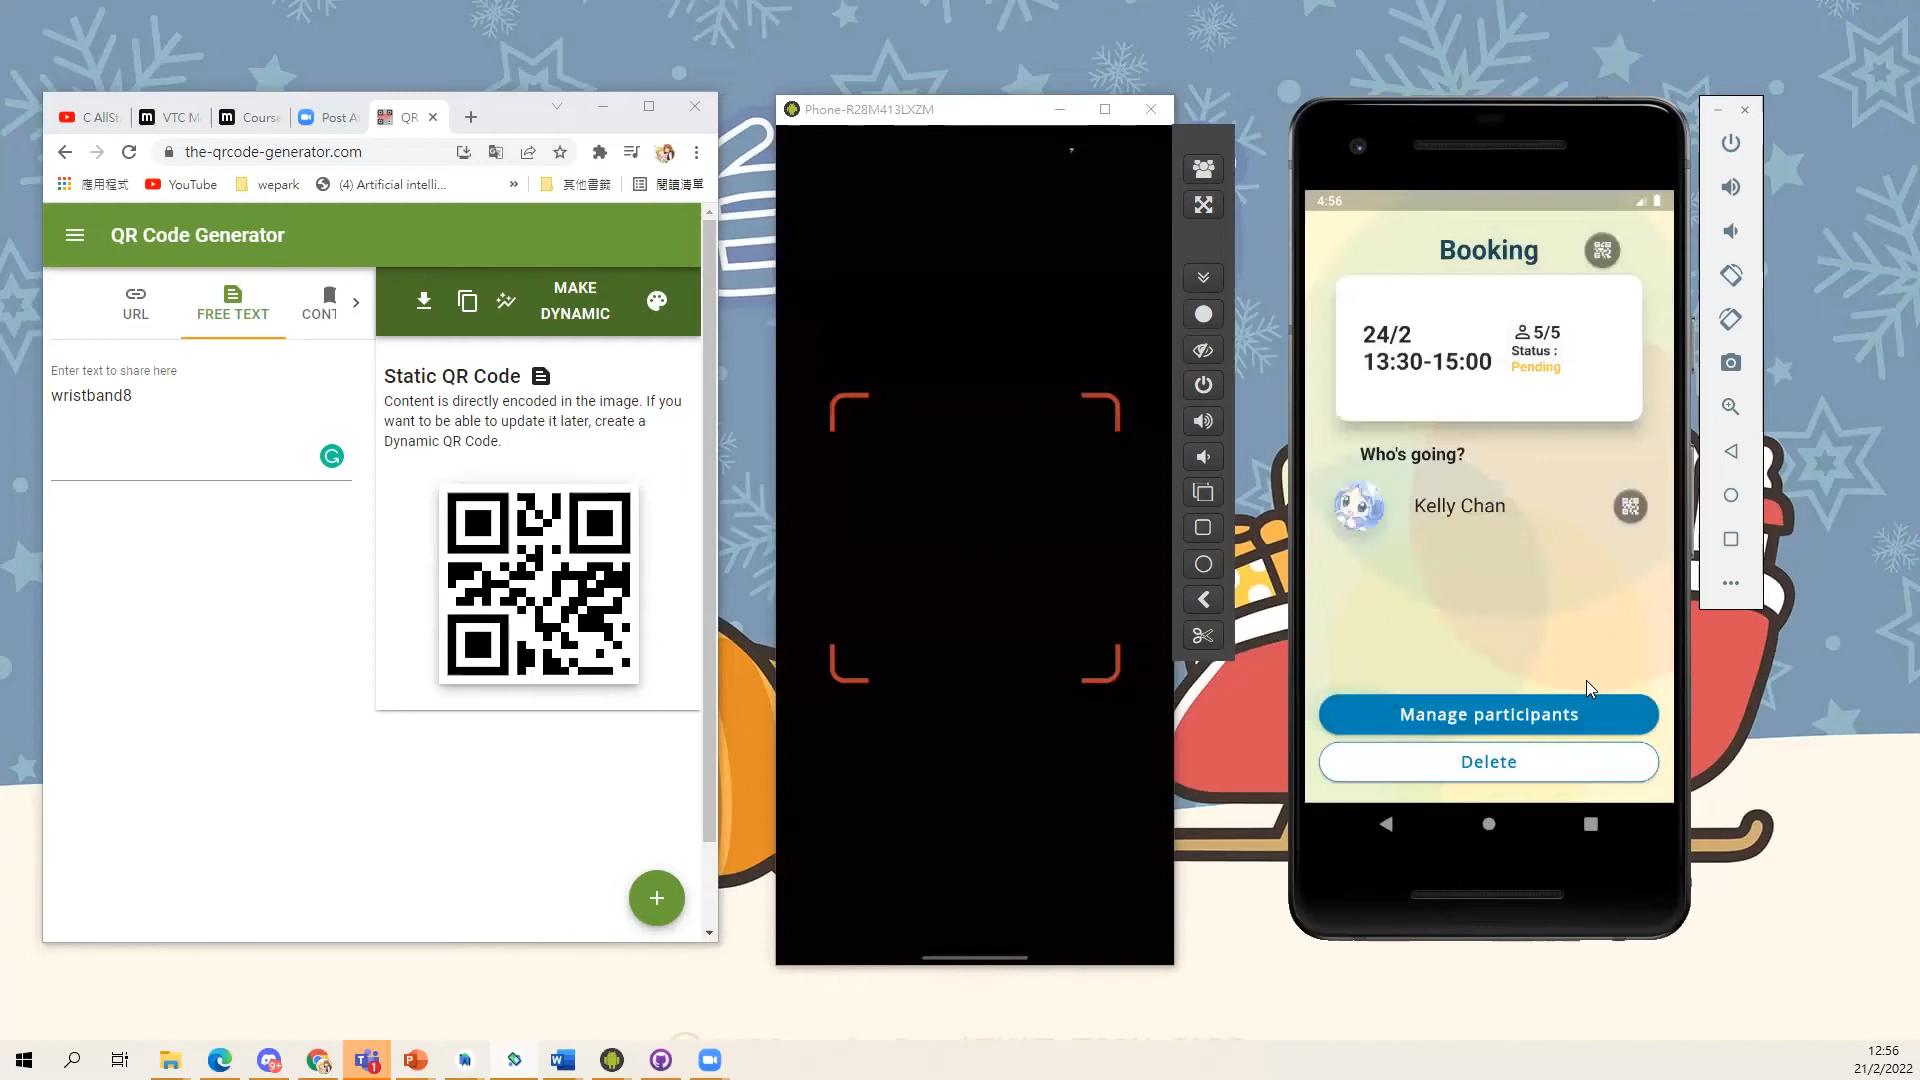 C AllSt
VTC M
Course
Post A
QR
the-qrcode-generator.com
應用程式
YouTube
wepark
(4) Artificial intelli...
»
其他書籤
閱讀清單
QR Code Generator
URL
FREE TEXT
CONT
MAKE
DYNAMIC
Enter text to share here
wristband8
Static QR Code
Content is directly encoded in the image. If you
want to be able to update it later, create a
Dynamic QR Code.
Phone-R28M413LXZM
4:56
Booking
24/2
13:30-15:00
5/5
Status :
Pending
Who's going?
Kelly Chan
Manage participants
Delete
12:56
21/2/2022